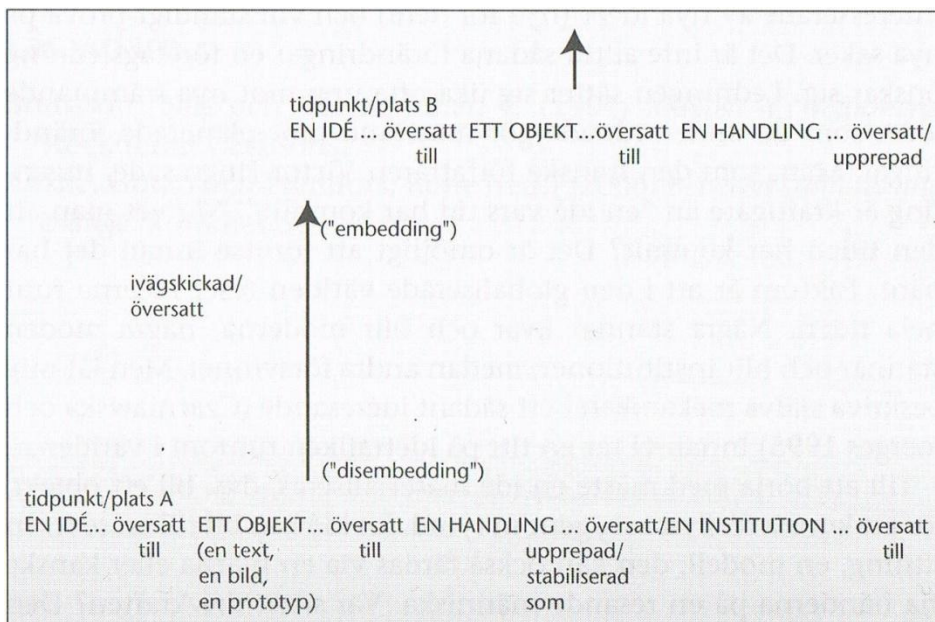 tidpunkt/plats B
EN IDÉ.... översatt ETT OBJEKT...översatt EN HANDLING .... översatt/
till till upprepad
("embedding")
ivägskickad/
översatt
("disembedding")
tidpunkt/plats A
EN IDÉ.... översatt ETT OBJEKT.... översatt EN HANDLING..... översatt/EN INSTITUTION ... översatt
till (en text, till upprepad/ till
en bild, stabiliserad
en prototyp) som